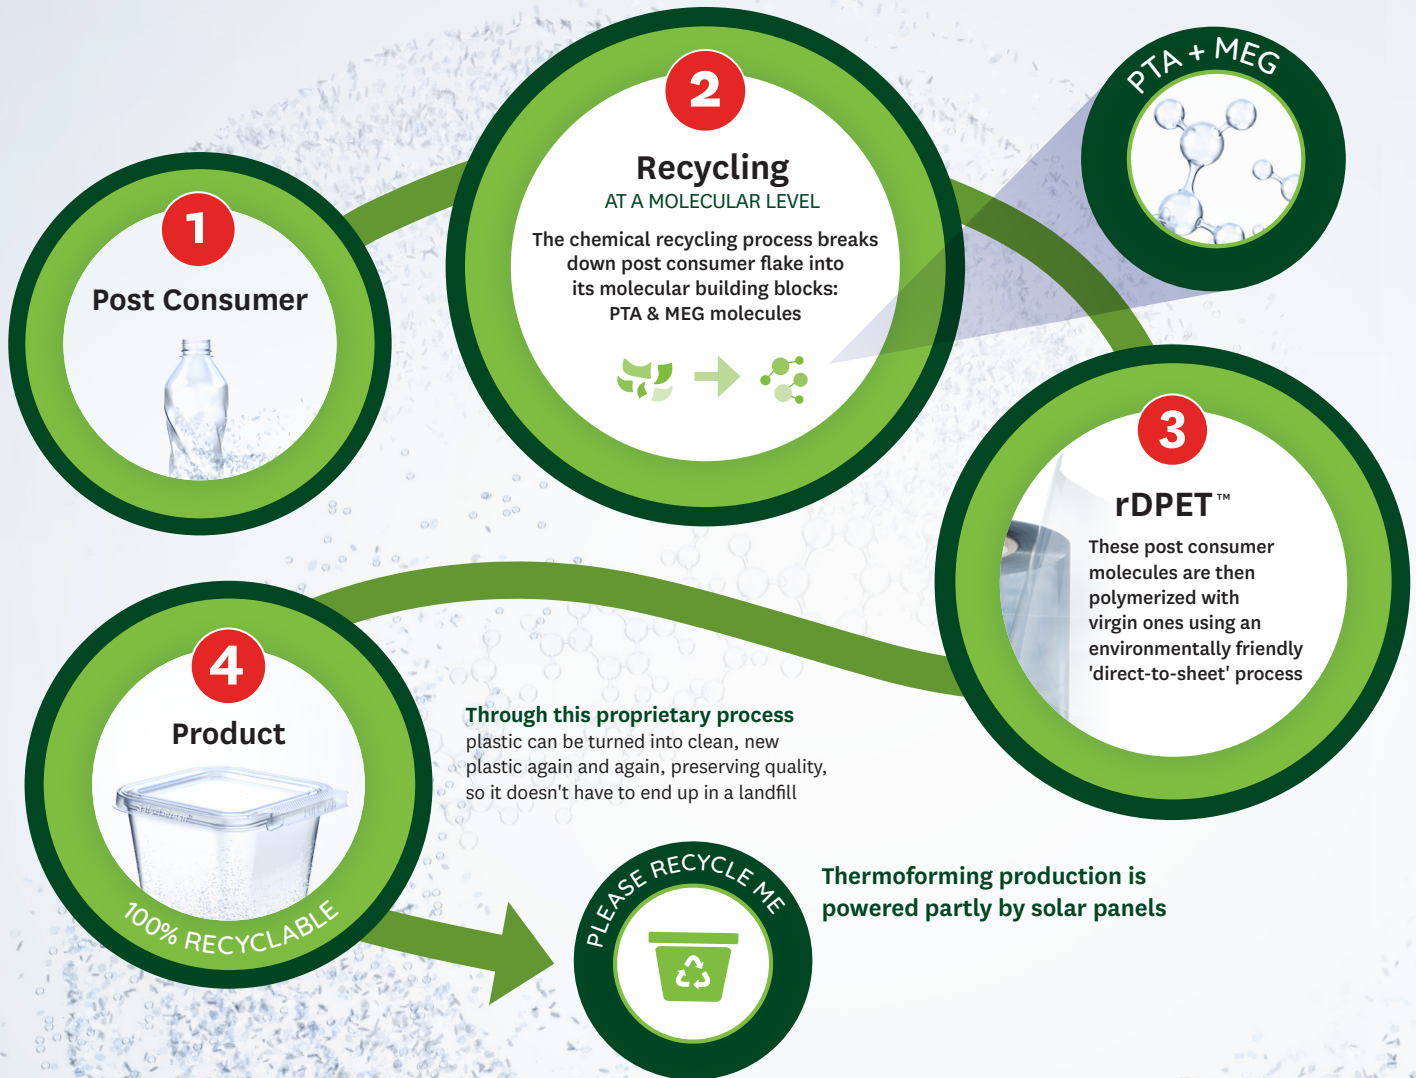 1
Post Consumer
2
Recycling
AT A MOLECULAR LEVEL
The chemical recycling process breaks
down post consumer flake into
its molecular building blocks:
PTA & MEG molecules
PTA + MEG
3
rDPET™
These post consumer
molecules are then
polymerized with
virgin ones using an
environmentally friendly
'direct-to-sheet' process
4
Product
100% RECYCLABLE
Through this proprietary process
plastic can be turned into clean, new
plastic again and again, preserving quality,
so it doesn't have to end up in a landfill
PLEASE RECYCLE ME
Thermoforming production is
powered partly by solar panels